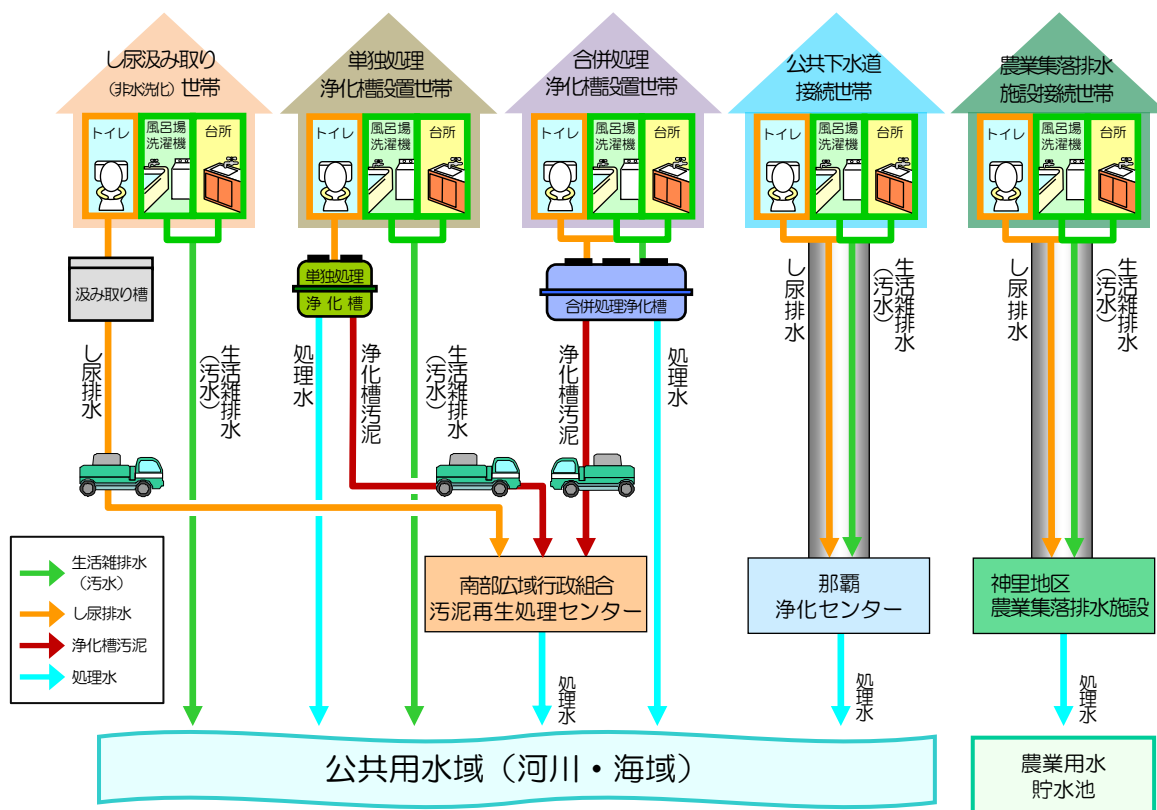 し尿汲み取り
(非水洗化) 世帯
トイレ
風呂場
洗濯機
台所
単独処理
浄化槽設置世帯
トイレ
風呂場
洗濯機
台所
合併処理
浄化槽設置世帯
トイレ
風呂場
洗濯機
台所
公共下水道
接続世帯
トイレ
風呂場
洗濯機
台所
農業集落排水
施設接続世帯
トイレ
風呂場
洗濯機
台所
汲み取り槽
単独処理
浄化槽
合併処理浄化槽
し尿排水
生活雑排水
(汚水)
処理水
浄化槽汚泥
生活雑排水
(汚水)
浄化槽汚泥
処理水
し尿排水
生活雑排水
(汚水)
し尿排水
生活雑排水
(汚水)
生活雑排水
(汚水)
し尿排水
浄化槽汚泥
処理水
南部広域行政組合
汚泥再生処理センター
那覇
浄化センター
神里地区
農業集落排水施設
処理水
処理水
処理水
公共用水域（河川・海域）
農業用水
貯水池